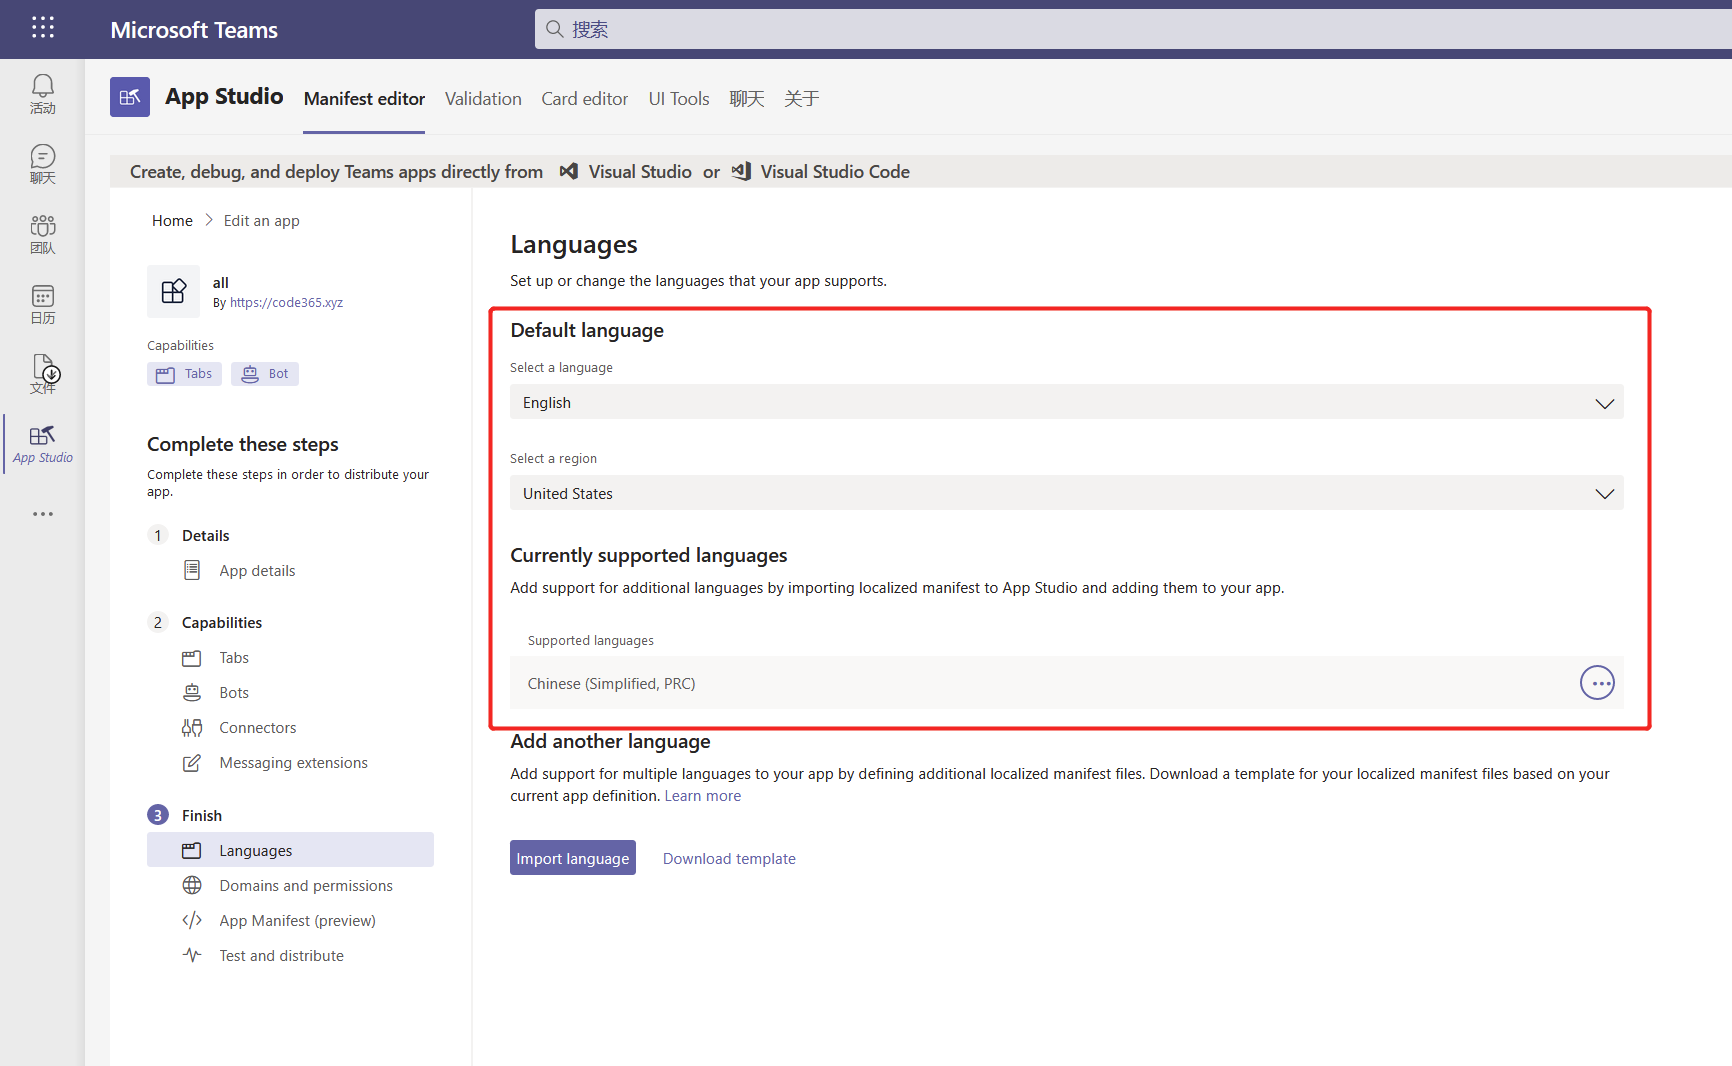 Microsoft Teams
搜索
活动
聊天
团队
日历
文件
App Studio
App Studio
Manifest editor
Validation
Card editor
UI Tools
聊天
关于
Create, debug, and deploy Teams apps directly from Visual Studio or Visual Studio Code
Home > Edit an app
all
By https://code365.xyz
Capabilities
Tabs
Bot
Complete these steps
Complete these steps in order to distribute your
app.
1 Details
App details
2 Capabilities
Tabs
Bots
Connectors
Messaging extensions
3 Finish
Languages
Domains and permissions
App Manifest (preview)
Test and distribute
Languages
Set up or change the languages that your app supports.
Default language
Select a language
English
Select a region
United States
Currently supported languages
Add support for additional languages by importing localized manifest to App Studio and adding them to your app.
Supported languages
Chinese (Simplified, PRC)
Add another language
Add support for multiple languages to your app by defining additional localized manifest files. Download a template for your localized manifest files based on your
current app definition. Learn more
Import language
Download template